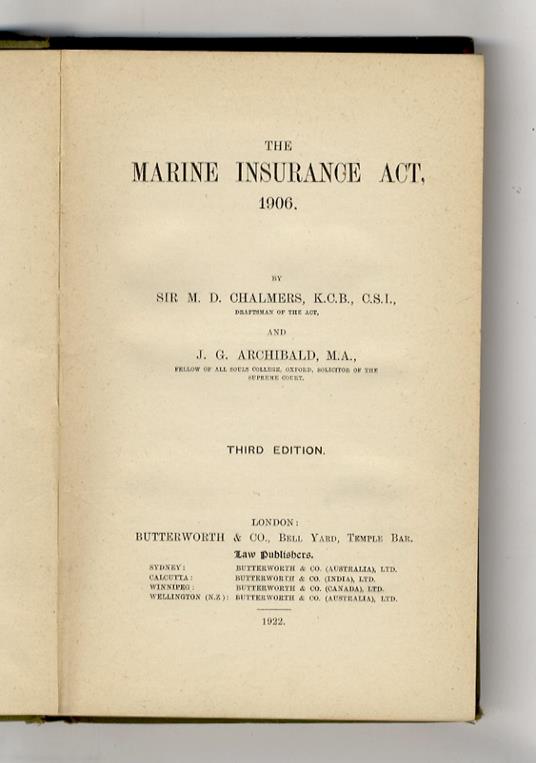 THE
MARINE INSURANCE ACT,
1906.
BY
SIR M. D. CHALMERS, K.C.B., C.S.I.,
DRAFTSMAN OF THE ACT,
AND
J. G. ARCHIBALD, M.A.,
FELLOW OF ALL SOULS COLLEGE, OXFORD, SOLICITOR OF THE
SUPREME COURT.
THIRD EDITION.
LONDON:
BUTTERWORTH & CO., BELL YARD, TEMPLE BAR.
Law Publishers.
SYDNEY: BUTTERWORTH & CO. (AUSTRALIA), LTD.
CALCUTTA: BUTTERWORTH & CO. (INDIA), LTD.
WINNIPEG: BUTTERWORTH & CO. (CANADA), LTD.
WELLINGTON (N.Z): BUTTERWORTH & CO. (AUSTRALIA), LTD.
1922.